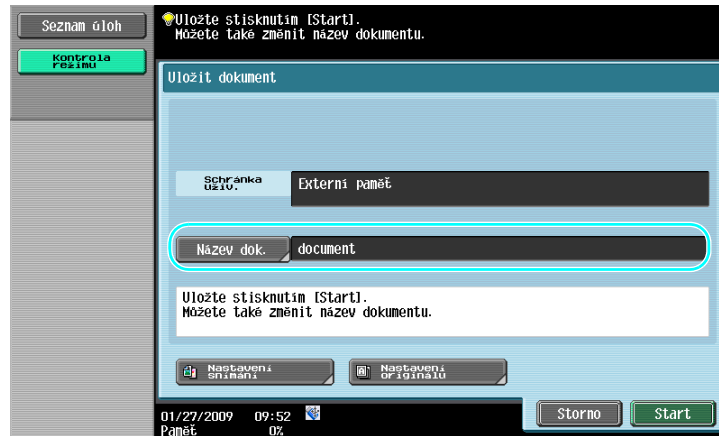 Seznam úloh
Kontrola
režimu
Uložte stisknutím [Start].
Můžete také změnit název dokumentu.
Uložit dokument
Schránka
uživ.
Externí paměť
Název dok.
document
Uložte stisknutím [Start].
Můžete také změnit název dokumentu.
Nastavení
snímání
Nastavení
originálu
01/27/2009 09:52
Paměť 0%
Storno
Start